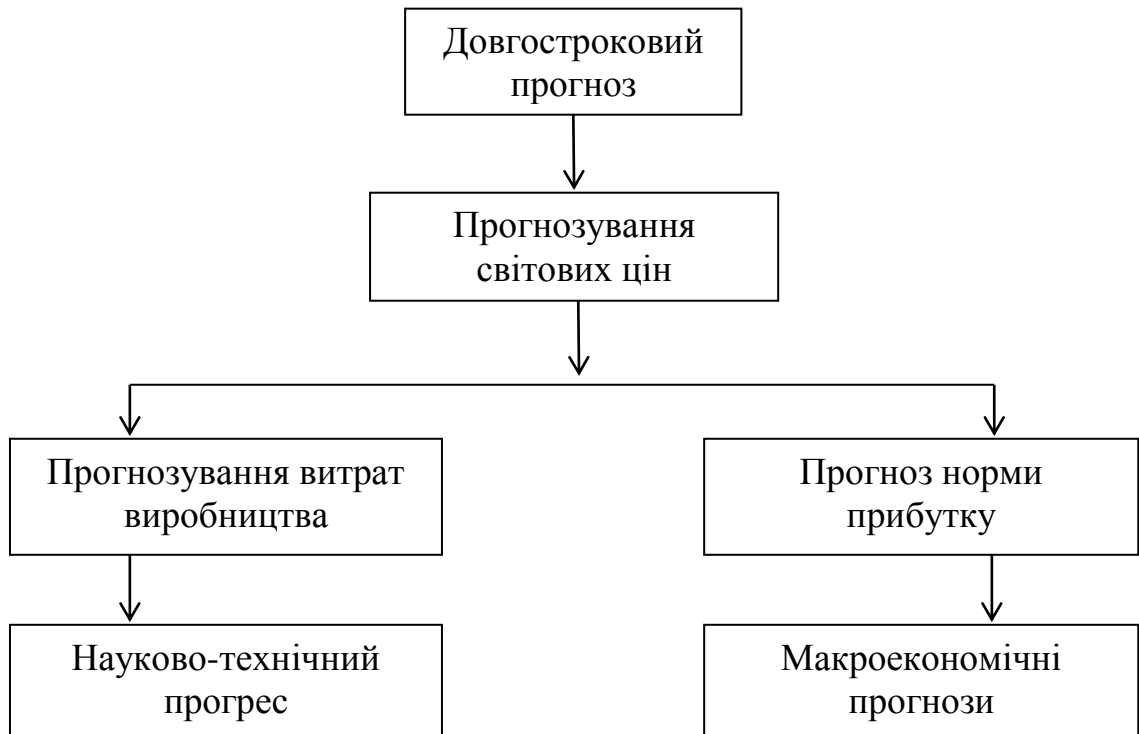 Довгостроковий
прогноз
Прогнозування
світових цін
Прогнозування витрат
виробництва
Прогноз норми
прибутку
Науково-технічний
прогрес
Макроекономічні
прогнози